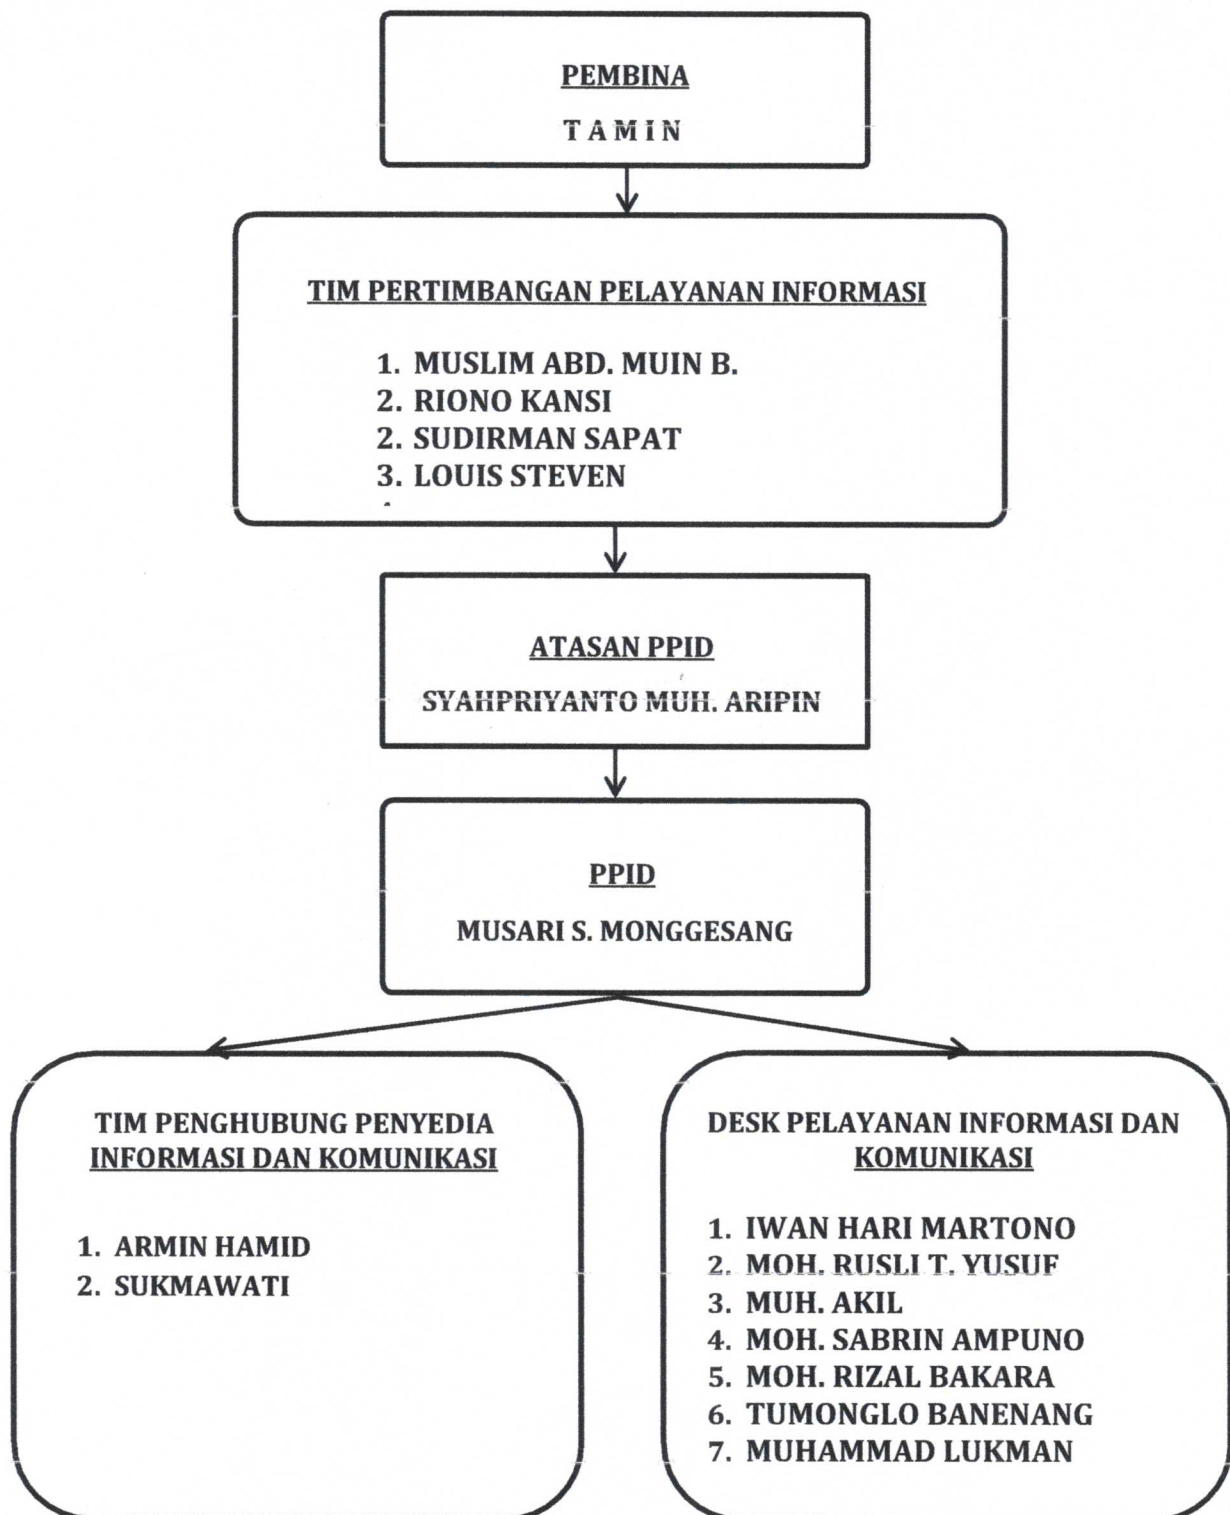 PEMBINA
T A M I N
TIM PERTIMBANGAN PELAYANAN INFORMASI
1. MUSLIM ABD. MUIN B.
2. RIONO KANSI
2. SUDIRMAN SAPAT
3. LOUIS STEVEN
ATASAN PPID
SYAHPRIYANTO MUH. ARIPIN
PPID
MUSARI S. MONGGESANG
TIM PENGHUBUNG PENYEDIA
INFORMASI DAN KOMUNIKASI
1. ARMIN HAMID
2. SUKMAWATI
DESK PELAYANAN INFORMASI DAN
KOMUNIKASI
1. IWAN HARI MARTONO
2. MOH. RUSLI T. YUSUF
3. MUH. AKIL
4. MOH. SABRIN AMPUNO
5. MOH. RIZAL BAKARA
6. TUMONGLO BANENANG
7. MUHAMMAD LUKMAN